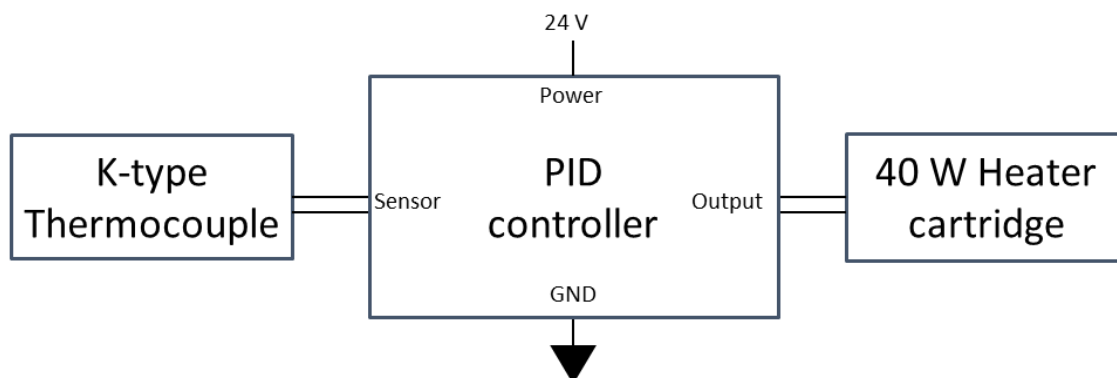 24 V
Power
K-type
Thermocouple
Sensor
PID
controller
Output
40 W Heater
cartridge
GND